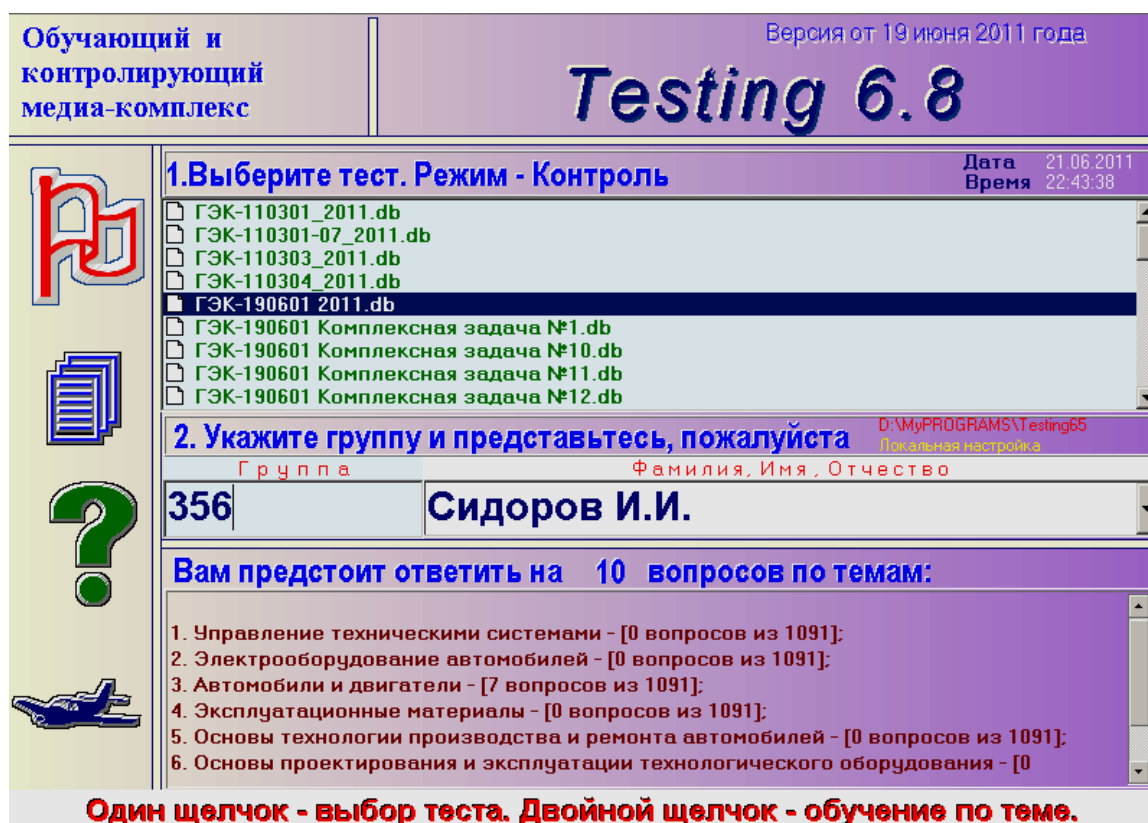 Обучающий и
контролирующий
медиа-комплекс
Версия от 19 июня 2011 года
Testing 6.8
1.Выберите тест. Режим - Контроль
Дата 21.06.2011
Время 22:43:38
ГЭК-110301_2011.db
ГЭК-110301-07_2011.db
ГЭК-110303_2011.db
ГЭК-110304_2011.db
ГЭК-190601 2011.db
ГЭК-190601 Комплексная задача №1.db
ГЭК-190601 Комплексная задача №10.db
ГЭК-190601 Комплексная задача №11.db
ГЭК-190601 Комплексная задача №12.db
2. Укажите группу и представьтесь, пожалуйста
D:\MyPROGRAMS\Testing65
Локальная настройка
Группа
Фамилия, Имя, Отчество
356
Сидоров И.И.
Вам предстоит ответить на 10 вопросов по темам:
1. Управление техническими системами - [0 вопросов из 1091];
2. Электрооборудование автомобилей - [0 вопросов из 1091];
3. Автомобили и двигатели - [7 вопросов из 1091];
4. Эксплуатационные материалы - [0 вопросов из 1091];
5. Основы технологии производства и ремонта автомобилей - [0 вопросов из 1091];
6. Основы проектирования и эксплуатации технологического оборудования - [0
Один щелчок - выбор теста. Двойной щелчок - обучение по теме.